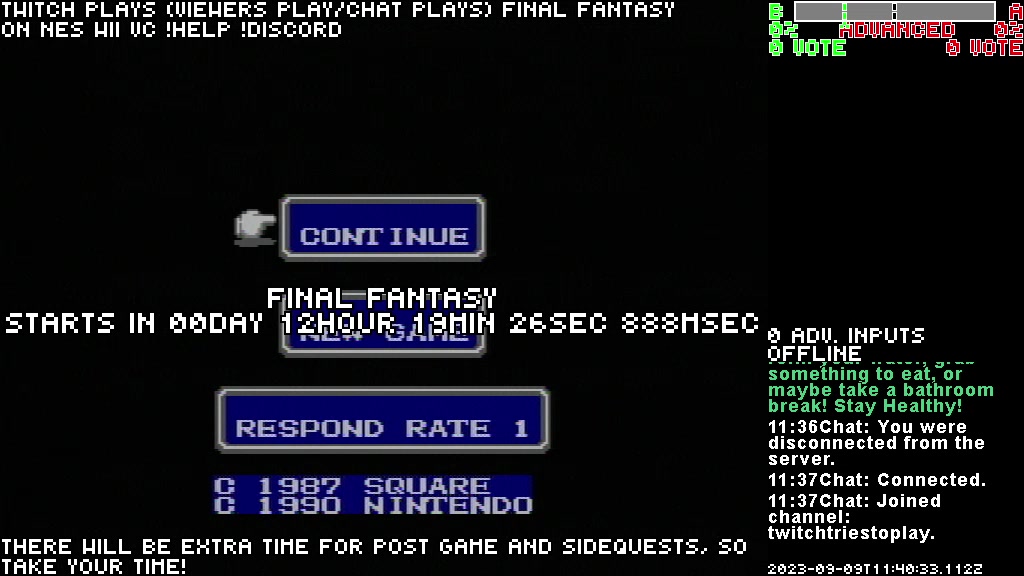 TWITCH PLAYS (VIEWERS PLAY/CHAT PLAYS) FINAL FANTASY
ON NES WII VC !HELP !DISCORD
B A
0% ADVANCED 0%
0 VOTE 0 VOTE
CONTINUE
FINAL FANTASY
STARTS IN 00DAY 12HOUR 19MIN 26SEC 888MSEC
NEW GAME
RESPOND RATE 1
C 1987 SQUARE
C 1990 NINTENDO
THERE WILL BE EXTRA TIME FOR POST GAME AND SIDEQUESTS, SO
TAKE YOUR TIME!
0 ADV. INPUTS
OFFLINE
something to eat, or
maybe take a bathroom
break! Stay Healthy!
11:36Chat: You were
disconnected from the
server.
11:37Chat: Connected.
11:37Chat: Joined
channel:
twitchtriestoplay.
2023-09-09T11:40:33.112Z